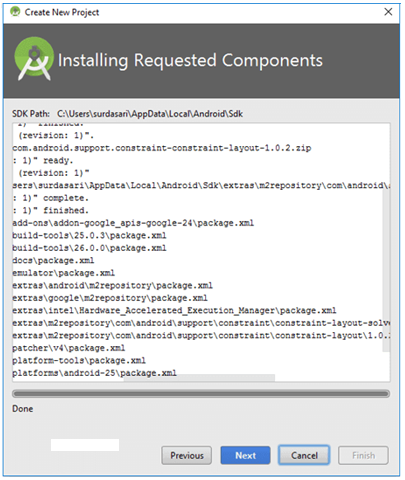 Create New Project
Installing Requested Components
SDK Path: C:\Users\surdasari\AppData\Local\Android\Sdk
1)" finished.
(revision: 1)".
com.android.support.constraint-constraint-layout-1.0.2.zip
: 1)" ready.
(revision: 1)"
sers\surdasari\AppData\Local\Android\Sdk\extras\m2repository\com\android\
: 1)" complete.
: 1)" finished.
add-ons\addon-google_apis-google-24\package.xml
build-tools\25.0.3\package.xml
build-tools\26.0.0\package.xml
docs\package.xml
emulator\package.xml
extras\android\m2repository\package.xml
extras\google\m2repository\package.xml
extras\intel\Hardware_Accelerated_Execution_Manager\package.xml
extras\m2repository\com\android\support\constraint\constraint-layout-solve
extras\m2repository\com\android\support\constraint\constraint-layout\1.0.
patcher\v4\package.xml
platform-tools\package.xml
platforms\android-25\package.xml
Done
Previous
Next
Cancel
Finish